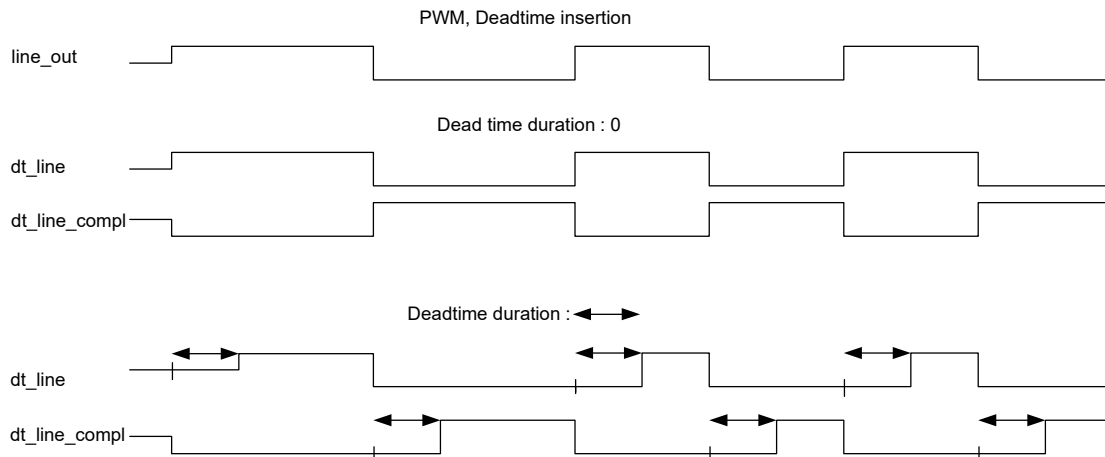 PWM, Deadtime insertion
line_out
Dead time duration : 0
dt_line
dt_line_compl
Deadtime duration :
dt_line
dt_line_compl